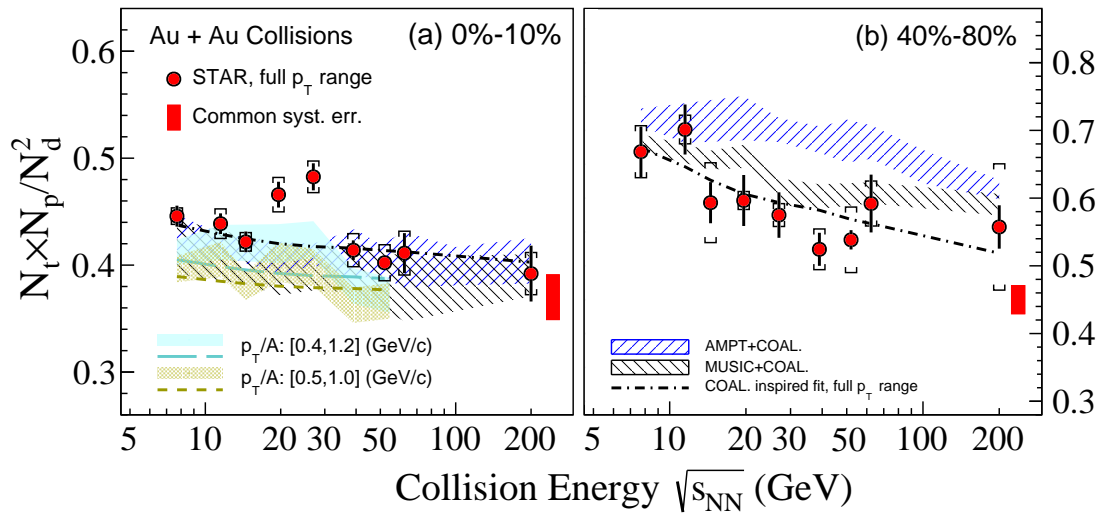 Au + Au Collisions
(a) 0%-10%
STAR, full p_T range
Common syst. err.
N_t×N_p/N_d^2
0.6
0.5
0.4
0.3
p_T/A: [0.4,1.2] (GeV/c)
p_T/A: [0.5,1.0] (GeV/c)
5 10 20 30 50 100 200
(b) 40%-80%
0.8
0.7
0.6
0.5
0.4
0.3
AMPT+COAL.
MUSIC+COAL.
COAL. inspired fit, full p_T range
5 10 20 30 50 100 200
Collision Energy √s_NN (GeV)